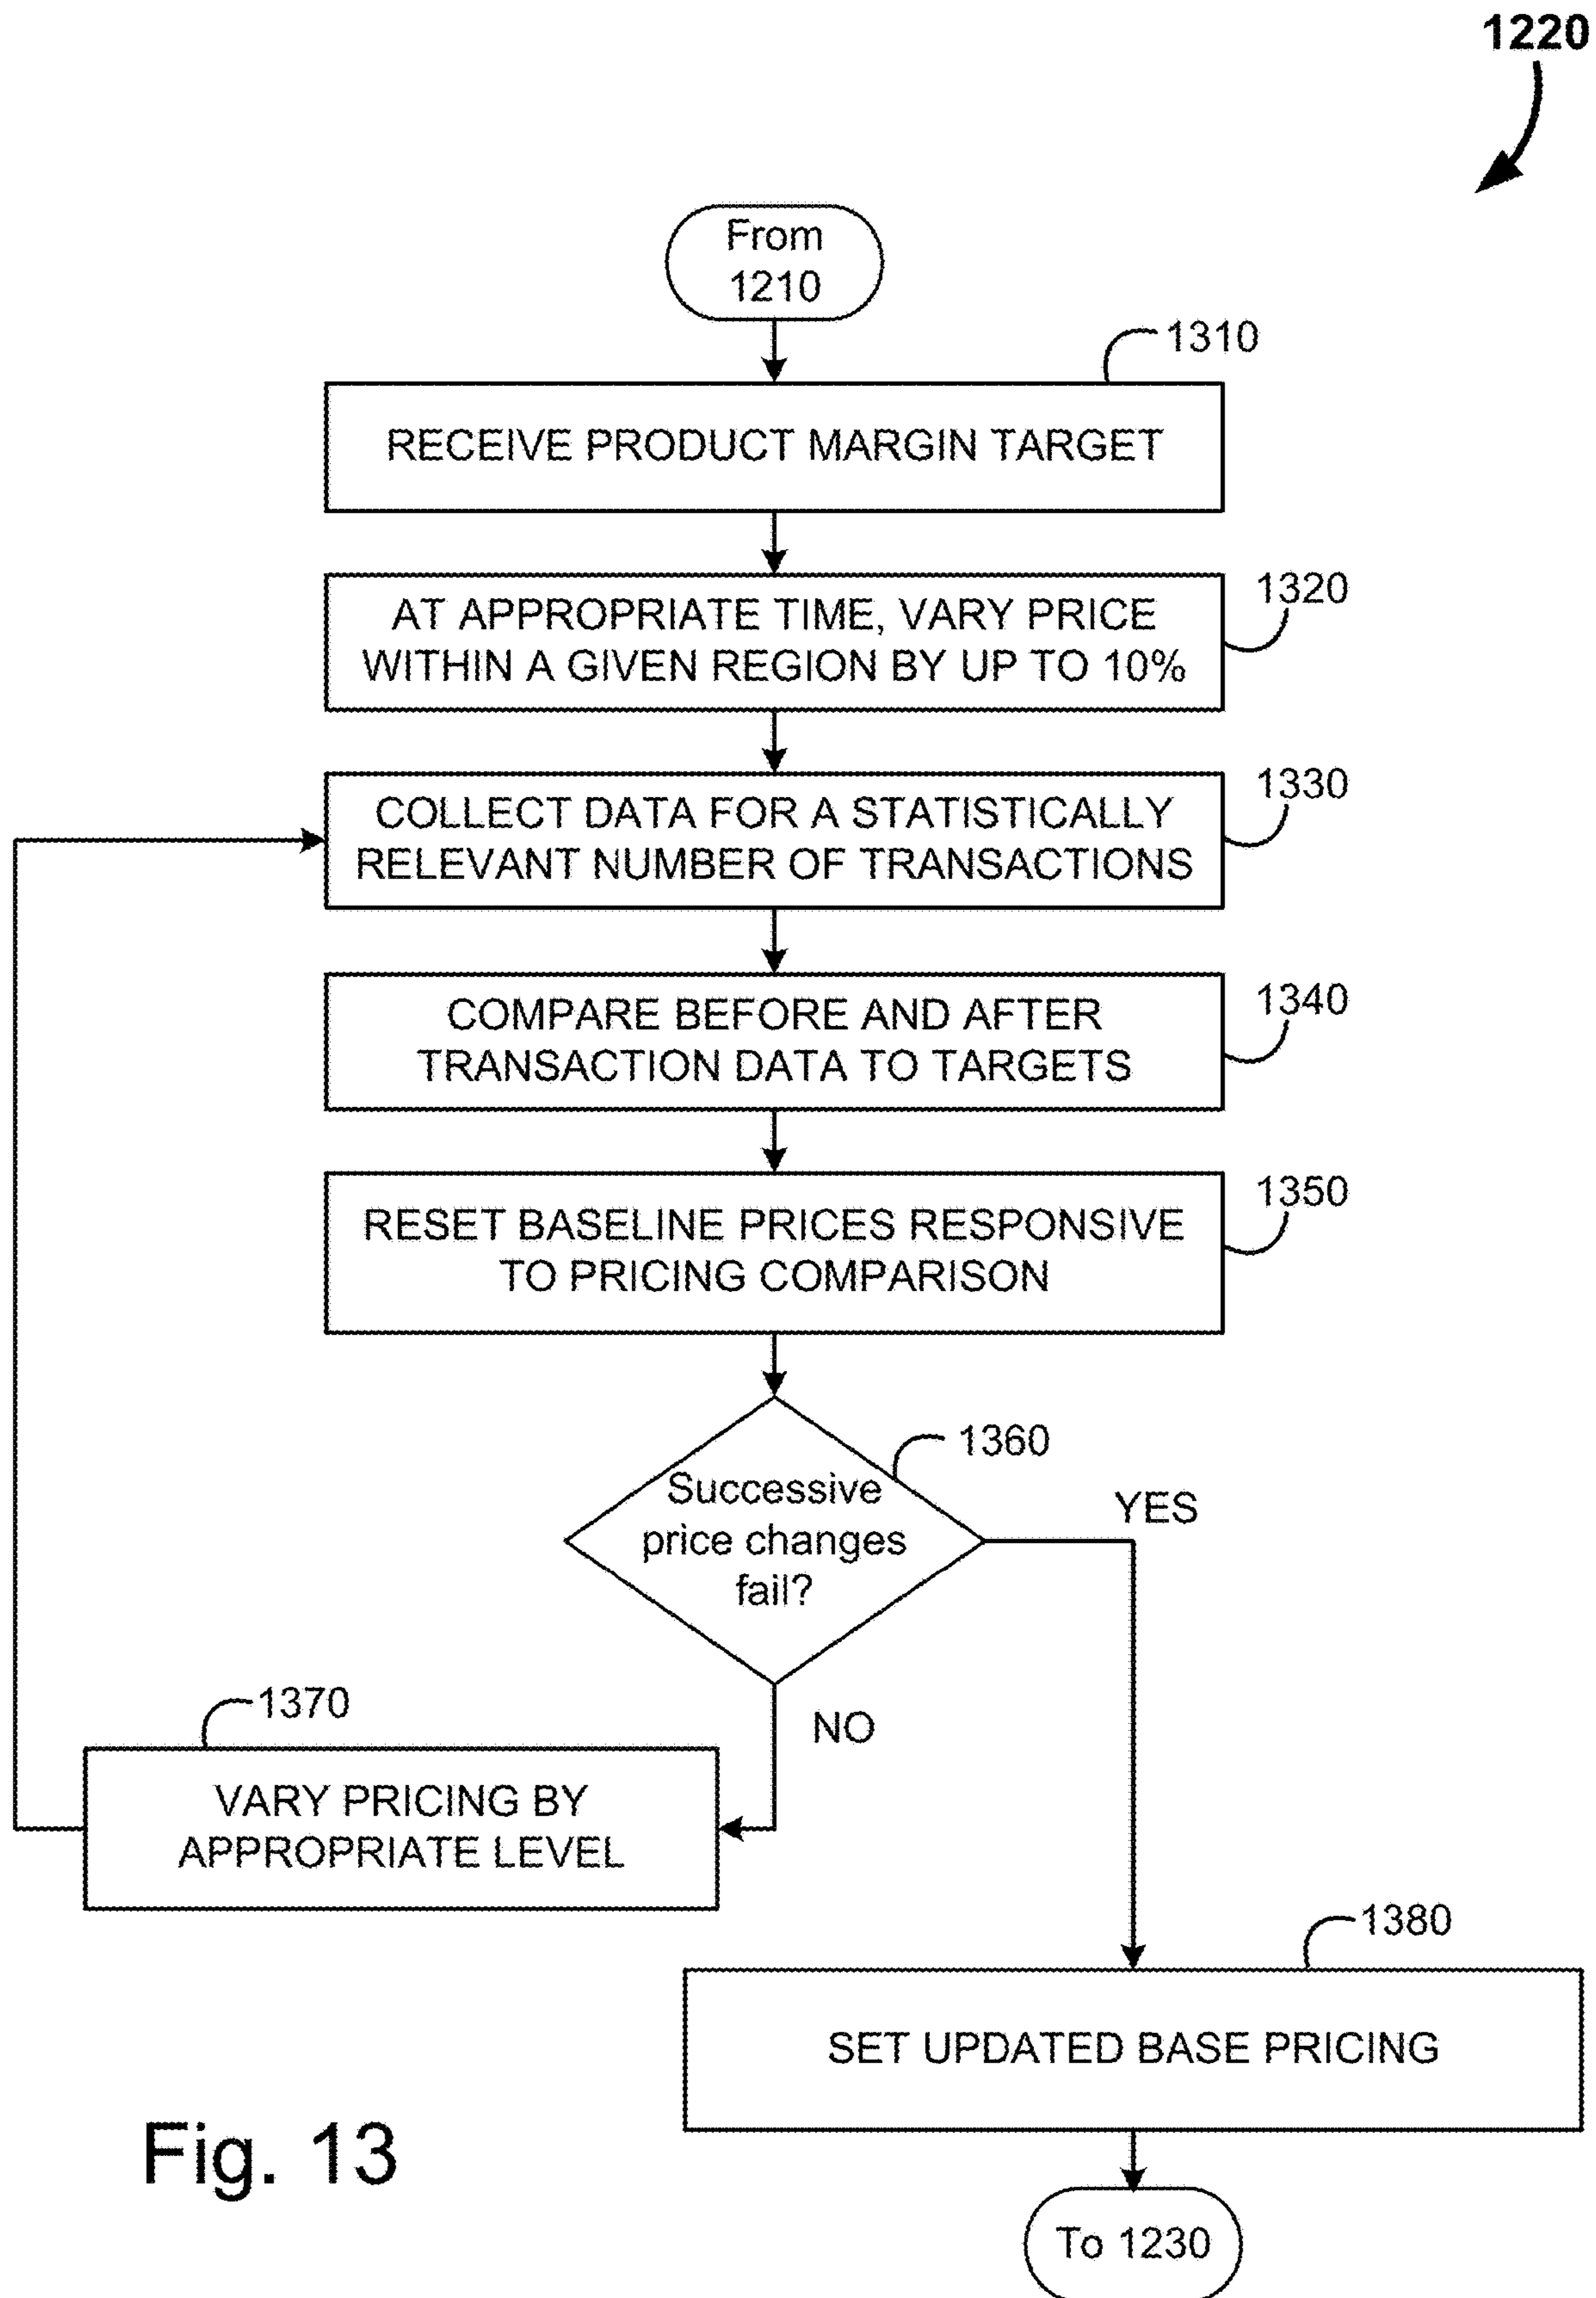 1220
From
1210
1310
RECEIVE PRODUCT MARGIN TARGET
1320
AT APPROPRIATE TIME, VARY PRICE
WITHIN A GIVEN REGION BY UP TO 10%
1330
COLLECT DATA FOR A STATISTICALLY
RELEVANT NUMBER OF TRANSACTIONS
1340
COMPARE BEFORE AND AFTER
TRANSACTION DATA TO TARGETS
1350
RESET BASELINE PRICES RESPONSIVE
TO PRICING COMPARISON
1360
Successive
price changes
fail?
YES
NO
1370
VARY PRICING BY
APPROPRIATE LEVEL
1380
SET UPDATED BASE PRICING
Fig. 13
To 1230